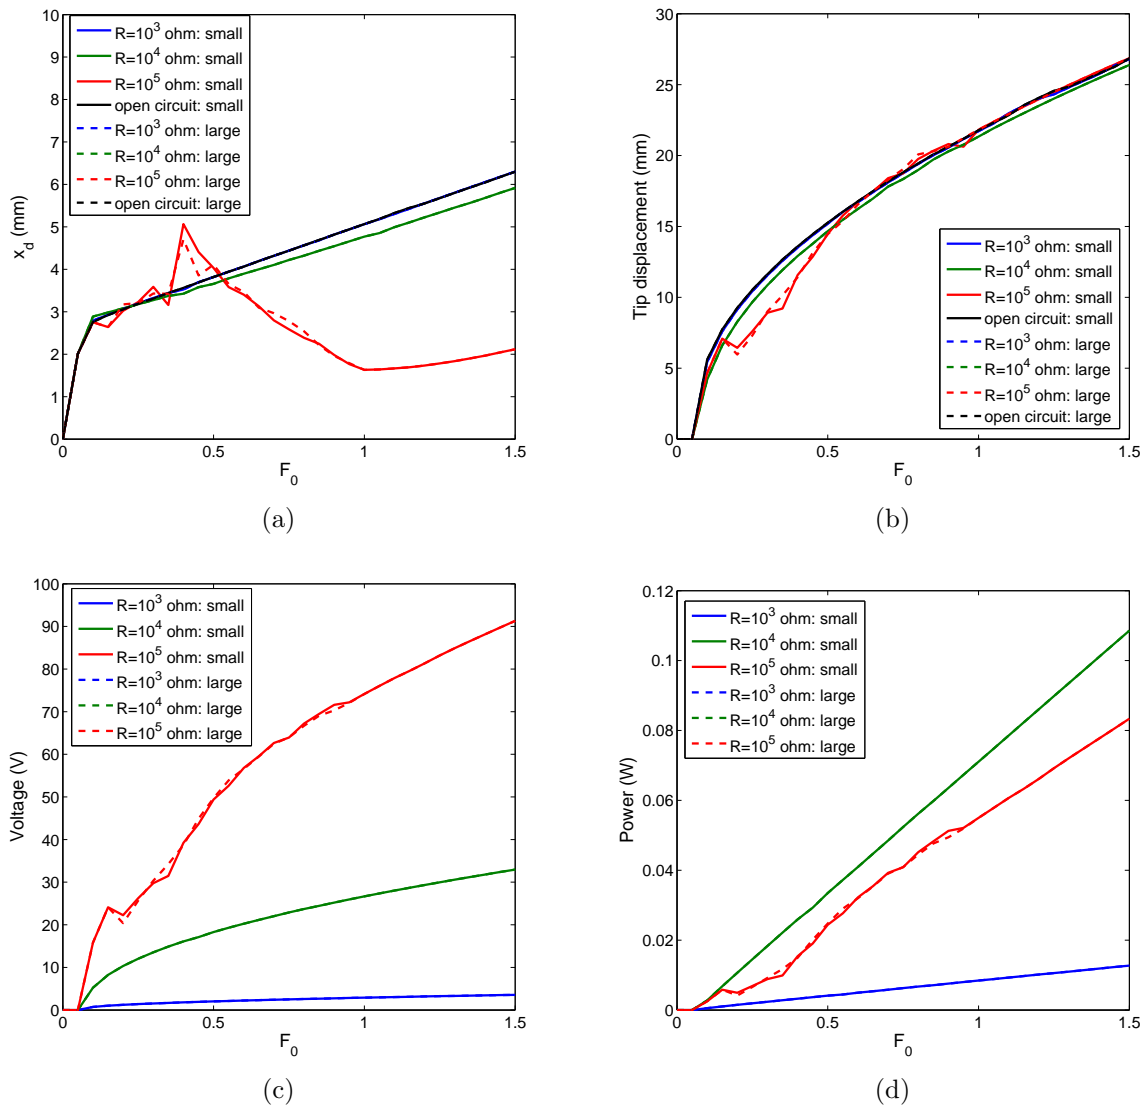 10
9
8
7
6
5
4
3
2
1
0
x_d (mm)
R=10^3 ohm: small
R=10^4 ohm: small
R=10^5 ohm: small
open circuit: small
R=10^3 ohm: large
R=10^4 ohm: large
R=10^5 ohm: large
open circuit: large
0 0.5 1 1.5
F_0
(a)
30
25
20
15
10
5
0
Tip displacement (mm)
R=10^3 ohm: small
R=10^4 ohm: small
R=10^5 ohm: small
open circuit: small
R=10^3 ohm: large
R=10^4 ohm: large
R=10^5 ohm: large
open circuit: large
0 0.5 1 1.5
F_0
(b)
100
90
80
70
60
50
40
30
20
10
0
Voltage (V)
R=10^3 ohm: small
R=10^4 ohm: small
R=10^5 ohm: small
R=10^3 ohm: large
R=10^4 ohm: large
R=10^5 ohm: large
0 0.5 1 1.5
F_0
(c)
0.12
0.1
0.08
0.06
0.04
0.02
0
Power (W)
R=10^3 ohm: small
R=10^4 ohm: small
R=10^5 ohm: small
R=10^3 ohm: large
R=10^4 ohm: large
R=10^5 ohm: large
0 0.5 1 1.5
F_0
(d)